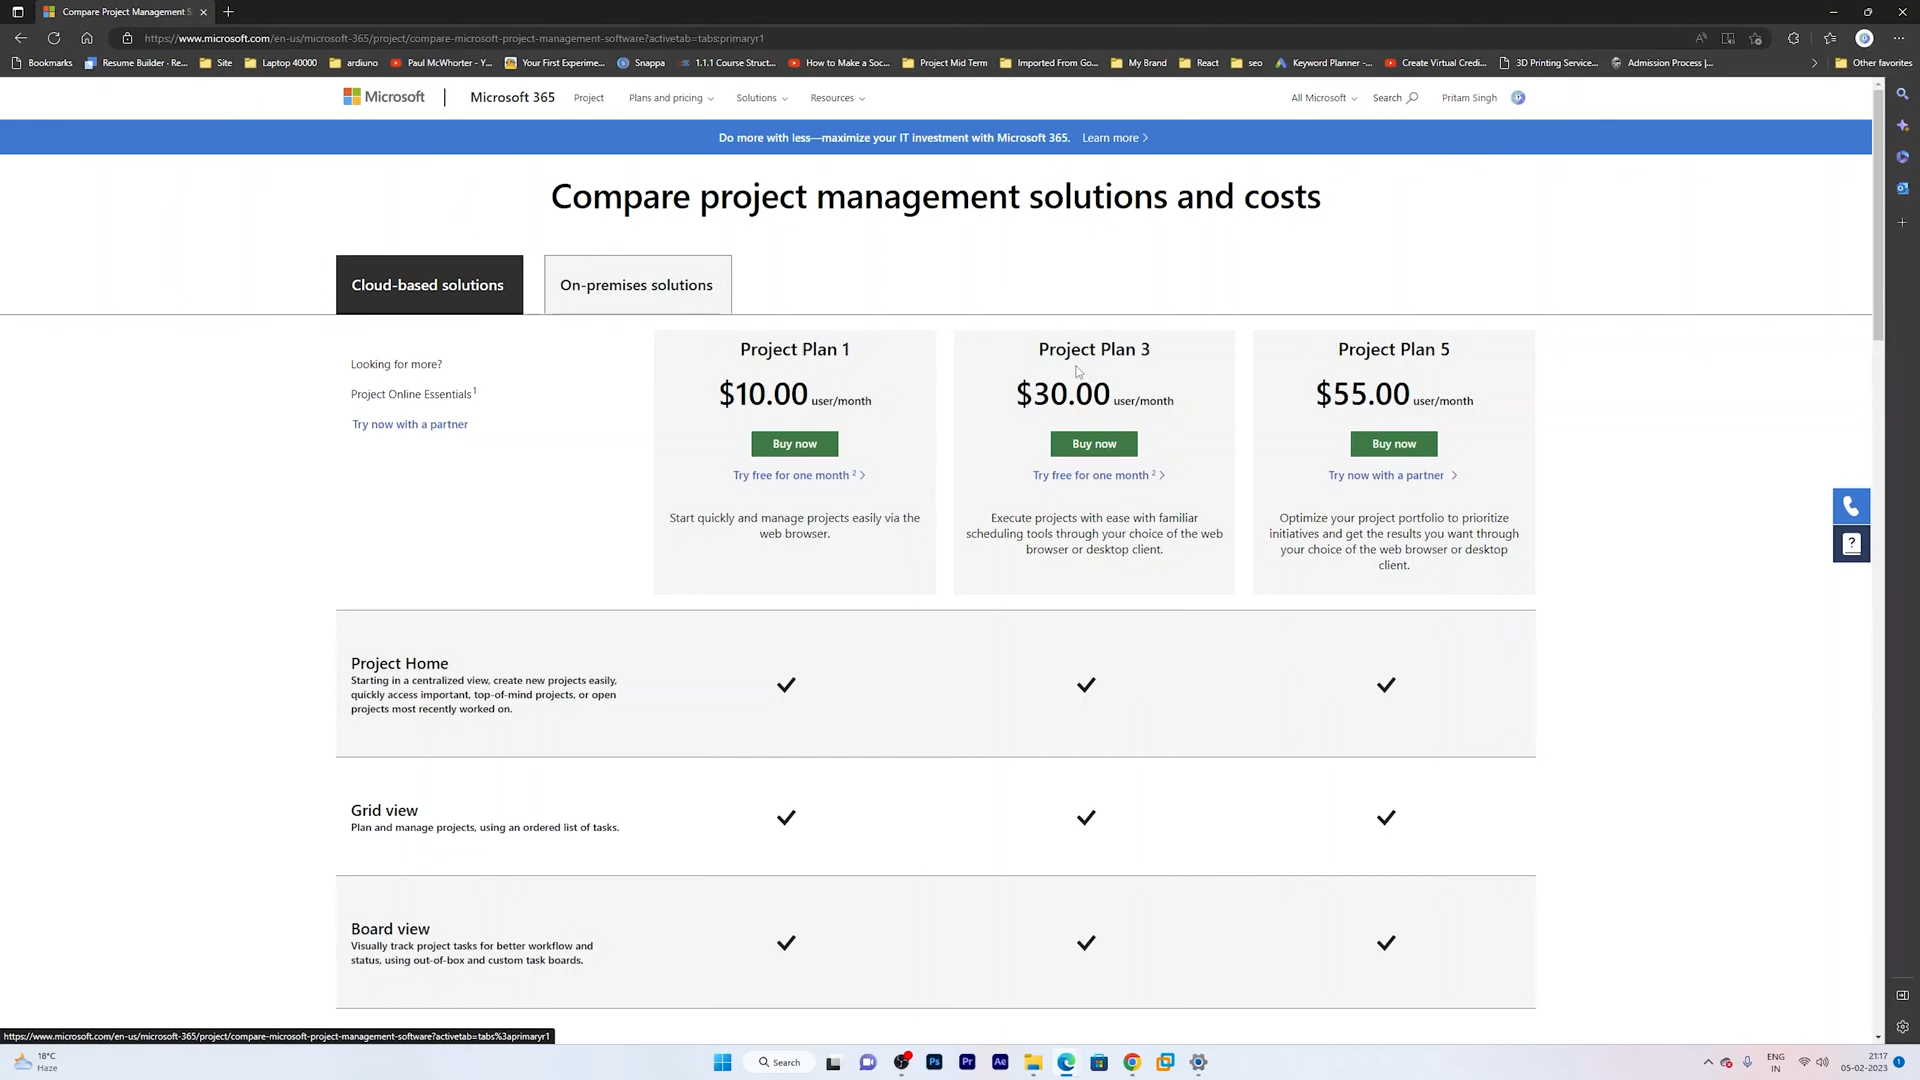 Compare Project Management S
https://www.microsoft.com/en-us/microsoft-365/project/compare-microsoft-project-management-software?activetab=tabs:primaryr1
Bookmarks
Resume Builder - Re...
Site
Laptop 40000
ardiuno
Paul McWhorter - Y...
Your First Experime...
Snappa
1.1.1 Course Struct...
How to Make a Soc...
Project Mid Term
Imported From Go...
My Brand
React
seo
Keyword Planner -...
Create Virtual Credi...
3D Printing Service...
Admission Process |...
Other favorites
Microsoft
Microsoft 365
Project
Plans and pricing
Solutions
Resources
All Microsoft
Search
Pritam Singh
Do more with less—maximize your IT investment with Microsoft 365. Learn more >
Compare project management solutions and costs
Cloud-based solutions
On-premises solutions
Looking for more?
Project Online Essentials 1
Try now with a partner
Project Plan 1
$10.00 user/month
Buy now
Try free for one month 2 >
Start quickly and manage projects easily via the
web browser.
Project Plan 3
$30.00 user/month
Buy now
Try free for one month 2 >
Execute projects with ease with familiar
scheduling tools through your choice of the web
browser or desktop client.
Project Plan 5
$55.00 user/month
Buy now
Try now with a partner >
Optimize your project portfolio to prioritize
initiatives and get the results you want through
your choice of the web browser or desktop
client.
Project Home
Starting in a centralized view, create new projects easily,
quickly access important, top-of-mind projects, or open
projects most recently worked on.
Grid view
Plan and manage projects, using an ordered list of tasks.
Board view
Visually track project tasks for better workflow and
status, using out-of-box and custom task boards.
https://www.microsoft.com/en-us/microsoft-365/project/compare-microsoft-project-management-software?activetab=tabs%3aprimaryr1
18°C
Haze
Search
Ps
Pr
Ae
ENG
IN
21:17
05-02-2023
1